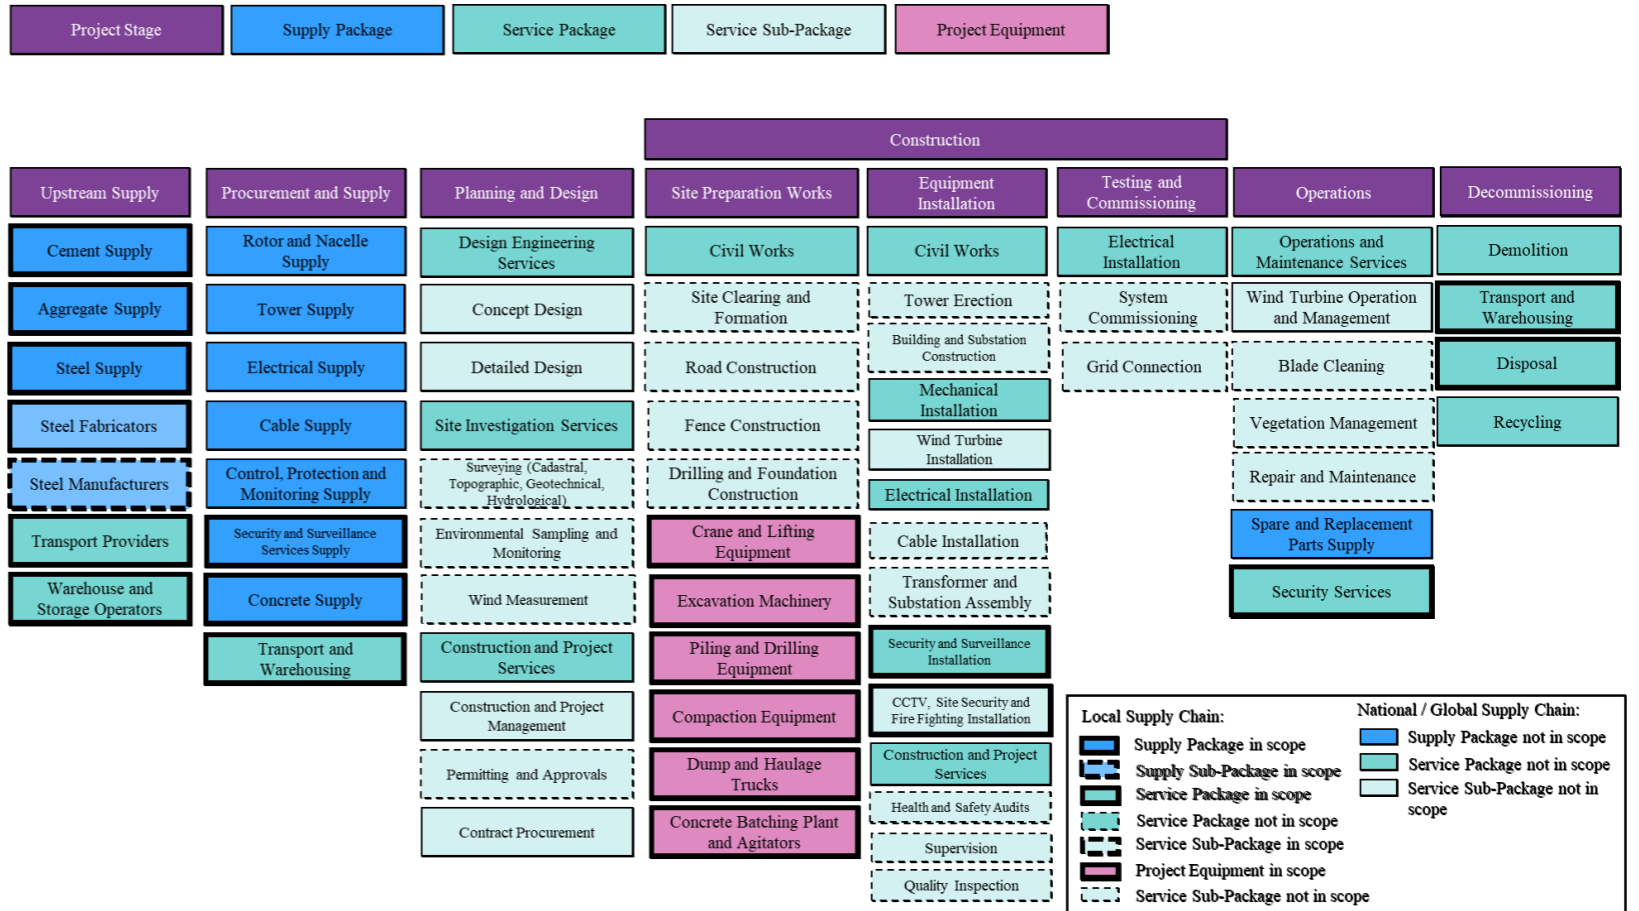 Project Stage
Supply Package
Service Package
Service Sub-Package
Project Equipment
Construction
Upstream Supply
Cement Supply
Aggregate Supply
Steel Supply
Steel Fabricators
Steel Manufacturers
Transport Providers
Warehouse and
Storage Operators
Procurement and Supply
Rotor and Nacelle
Supply
Tower Supply
Electrical Supply
Cable Supply
Control, Protection and
Monitoring Supply
Security and Surveillance
Services Supply
Concrete Supply
Transport and
Warehousing
Planning and Design
Design Engineering
Services
Concept Design
Detailed Design
Site Investigation Services
Surveying (Cadastral,
Topographic, Geotechnical,
Hydrological)
Environmental Sampling and
Monitoring
Wind Measurement
Construction and Project
Services
Construction and Project
Management
Permitting and Approvals
Contract Procurement
Site Preparation Works
Civil Works
Site Clearing and
Formation
Road Construction
Fence Construction
Drilling and Foundation
Construction
Crane and Lifting
Equipment
Excavation Machinery
Piling and Drilling
Equipment
Compaction Equipment
Dump and Haulage
Trucks
Concrete Batching Plant
and Agitators
Equipment
Installation
Civil Works
Tower Erection
Building and Substation
Construction
Mechanical
Installation
Wind Turbine
Installation
Electrical Installation
Cable Installation
Transformer and
Substation Assembly
Security and Surveillance
Installation
CCTV, Site Security and
Fire Fighting Installation
Construction and Project
Services
Health and Safety Audits
Supervision
Quality Inspection
Testing and
Commissioning
Electrical
Installation
System
Commissioning
Grid Connection
Operations
Operations and
Maintenance Services
Wind Turbine Operation
and Management
Blade Cleaning
Vegetation Management
Repair and Maintenance
Spare and Replacement
Parts Supply
Security Services
Decommissioning
Demolition
Transport and
Warehousing
Disposal
Recycling
Local Supply Chain:
Supply Package in scope
Supply Sub-Package in scope
Service Package in scope
Service Package not in scope
Service Sub-Package in scope
Project Equipment in scope
Service Sub-Package not in scope
National / Global Supply Chain:
Supply Package not in scope
Service Package not in scope
Service Sub-Package not in
scope